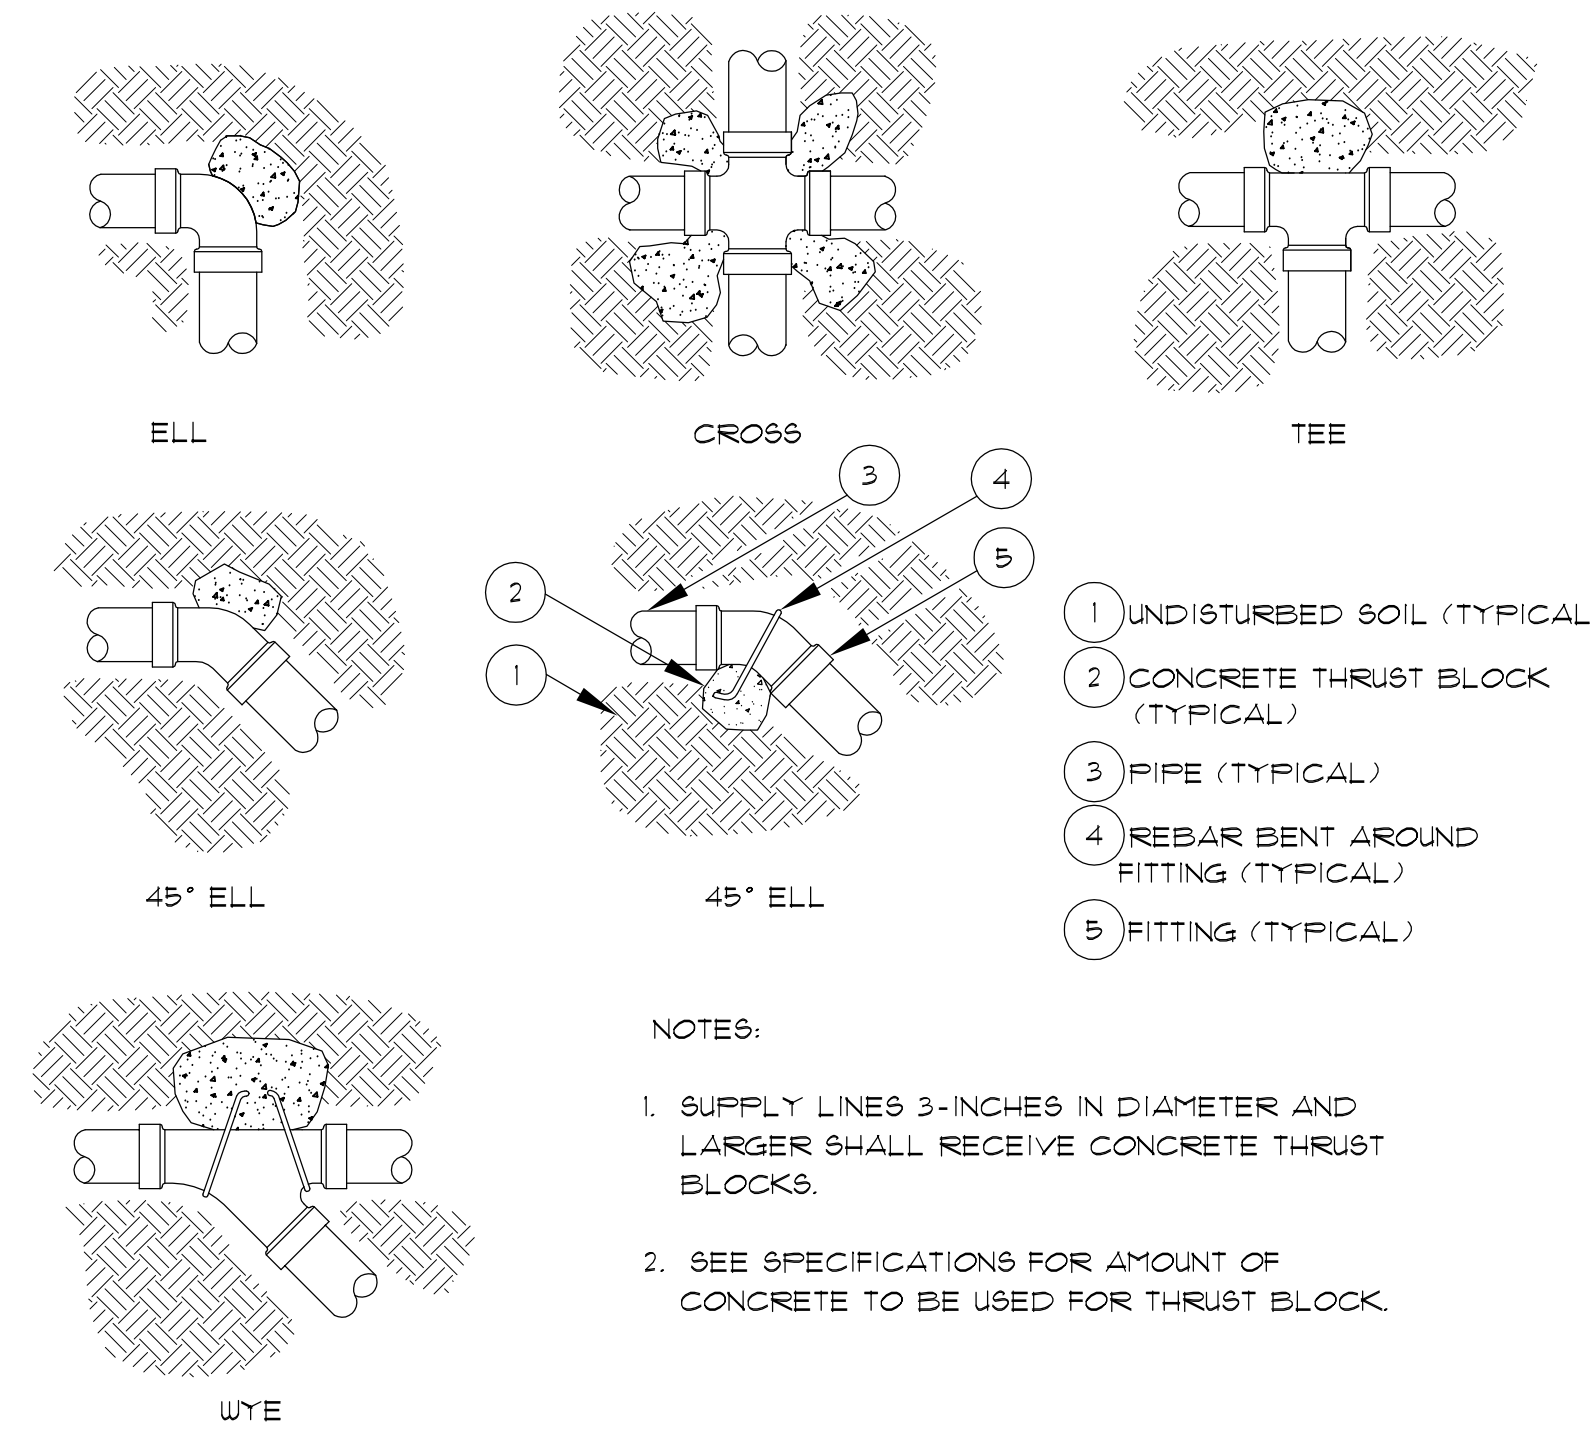 ELL
CROSS
TEE
3
4
5
2
1
1 UNDISTURBED SOIL (TYPICAL
2 CONCRETE THRUST BLOCK
(TYPICAL)
3 PIPE (TYPICAL)
4 REBAR BENT AROUND
FITTING (TYPICAL)
5 FITTING (TYPICAL)
45° ELL
45° ELL
NOTES:
1. SUPPLY LINES 3-INCHES IN DIAMETER AND
LARGER SHALL RECEIVE CONCRETE THRUST
BLOCKS.
2. SEE SPECIFICATIONS FOR AMOUNT OF
CONCRETE TO BE USED FOR THRUST BLOCK.
WYE